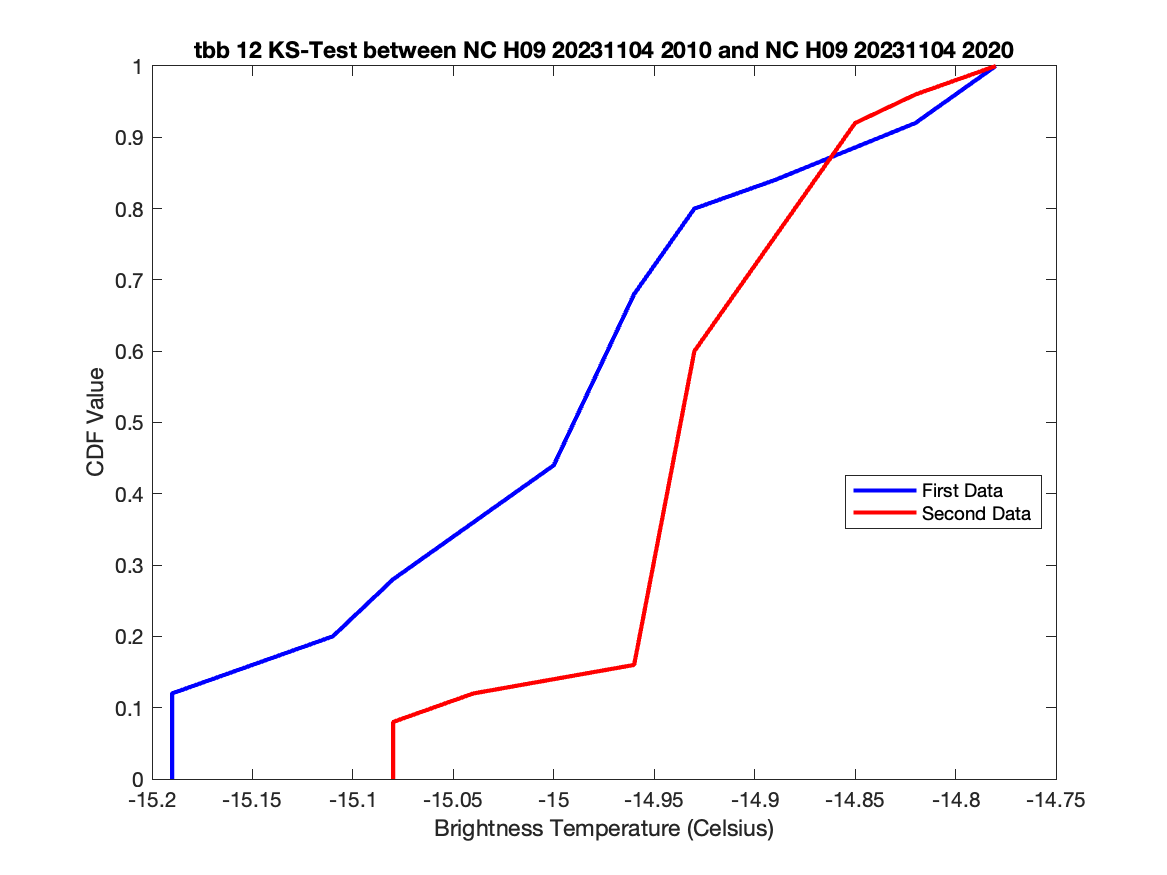 tbb 12 KS-Test between NC H09 20231104 2010 and NC H09 20231104 2020
1
0.9
0.8
0.7
0.6
0.5
0.4
0.3
0.2
0.1
0
CDF Value
First Data
Second Data
-15.2 -15.15 -15.1 -15.05 -15 -14.95 -14.9 -14.85 -14.8 -14.75
Brightness Temperature (Celsius)